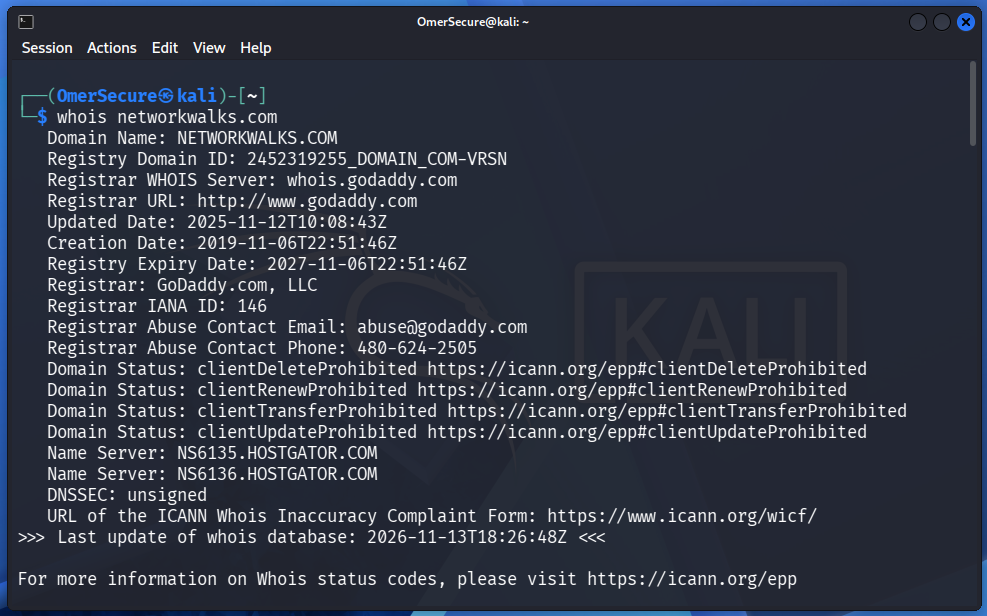 OmerSecure@kali: ~
Session Actions Edit View Help
┌──(OmerSecure㉿kali)-[~]
└─$ whois networkwalks.com
Domain Name: NETWORKWALKS.COM
Registry Domain ID: 2452319255_DOMAIN_COM-VRSN
Registrar WHOIS Server: whois.godaddy.com
Registrar URL: http://www.godaddy.com
Updated Date: 2025-11-12T10:08:43Z
Creation Date: 2019-11-06T22:51:46Z
Registry Expiry Date: 2027-11-06T22:51:46Z
Registrar: GoDaddy.com, LLC
Registrar IANA ID: 146
Registrar Abuse Contact Email: abuse@godaddy.com
Registrar Abuse Contact Phone: 480-624-2505
Domain Status: clientDeleteProhibited https://icann.org/epp#clientDeleteProhibited
Domain Status: clientRenewProhibited https://icann.org/epp#clientRenewProhibited
Domain Status: clientTransferProhibited https://icann.org/epp#clientTransferProhibited
Domain Status: clientUpdateProhibited https://icann.org/epp#clientUpdateProhibited
Name Server: NS6135.HOSTGATOR.COM
Name Server: NS6136.HOSTGATOR.COM
DNSSEC: unsigned
URL of the ICANN Whois Inaccuracy Complaint Form: https://www.icann.org/wicf/
>>> Last update of whois database: 2026-11-13T18:26:48Z <<<
For more information on Whois status codes, please visit https://icann.org/epp
KALI